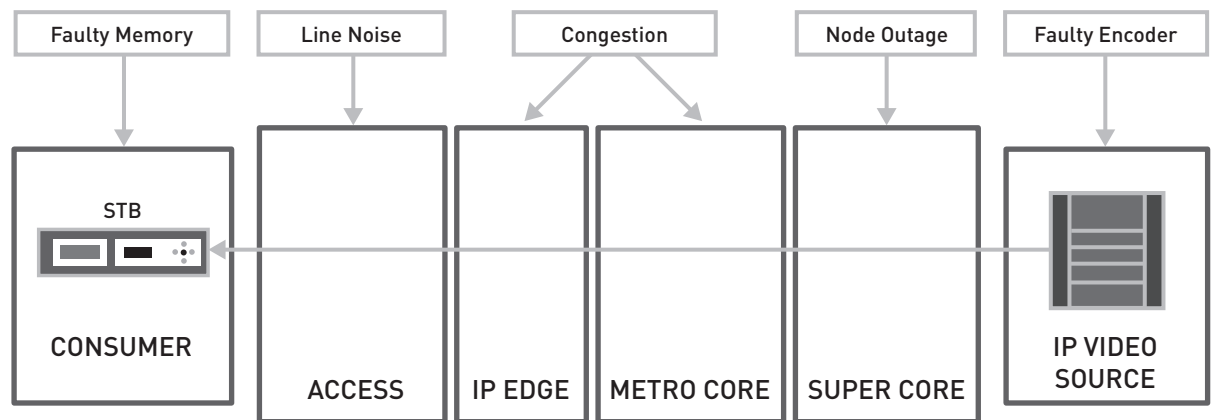 Faulty Memory
Line Noise
Congestion
Node Outage
Faulty Encoder
STB
CONSUMER
ACCESS
IP EDGE
METRO CORE
SUPER CORE
IP VIDEO
SOURCE